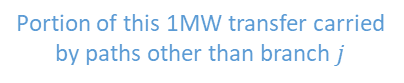 Portion of this 1MW transfer carried
by paths other than branch j